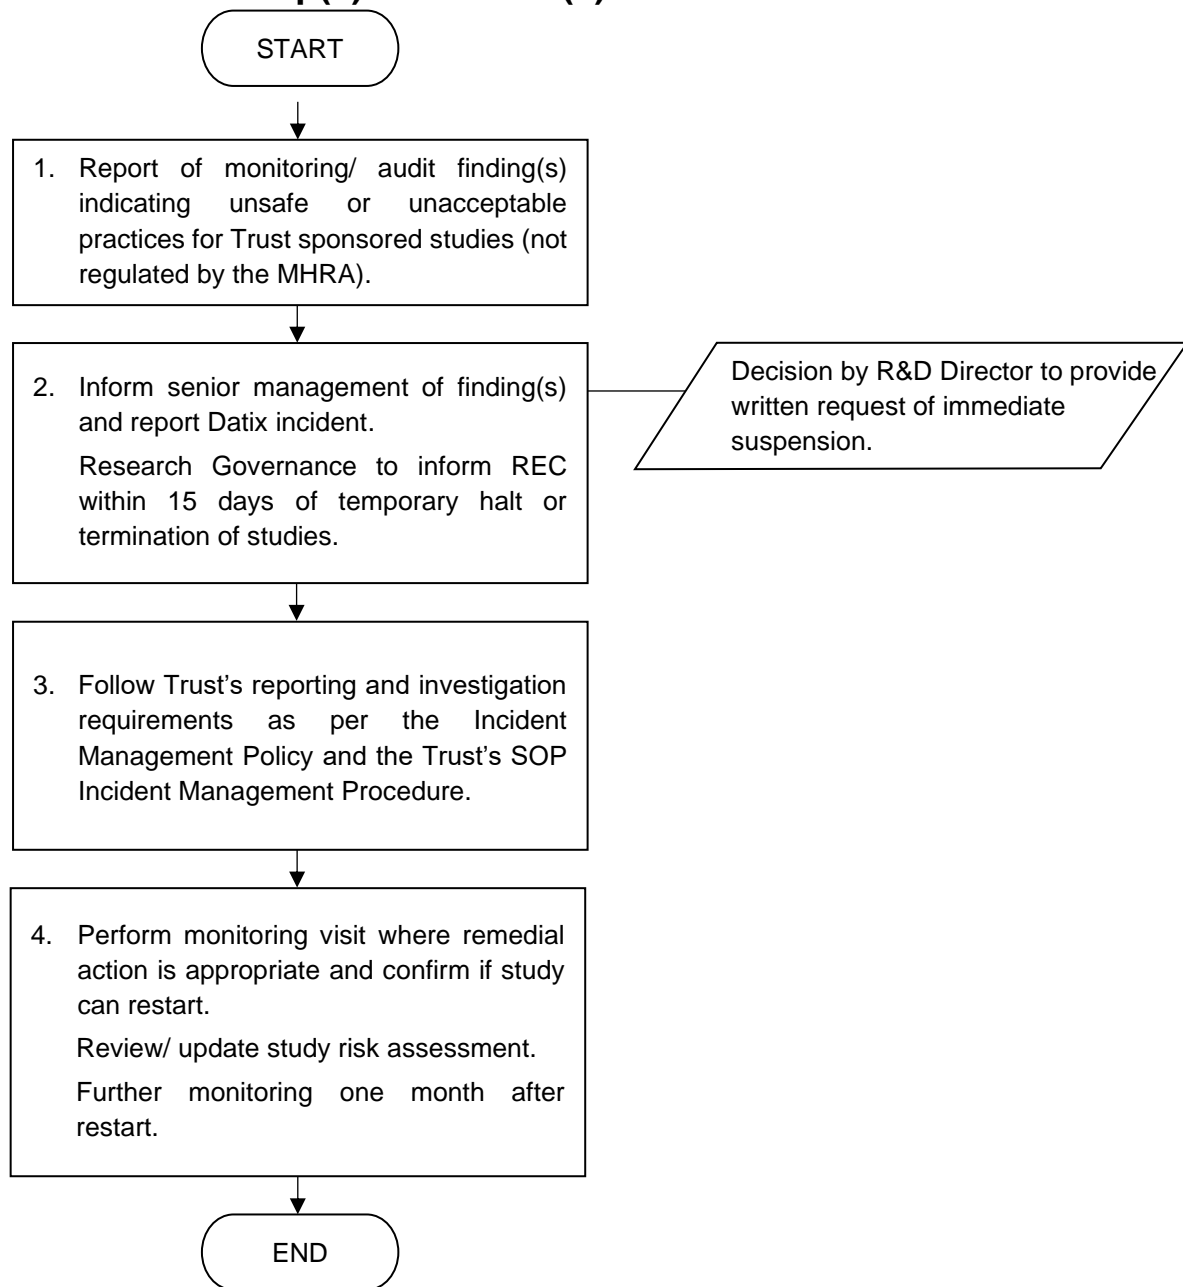 START
1. Report of monitoring/ audit finding(s)
indicating unsafe or unacceptable
practices for Trust sponsored studies (not
regulated by the MHRA).
2. Inform senior management of finding(s)
and report Datix incident.
Research Governance to inform REC
within 15 days of temporary halt or
termination of studies.
Decision by R&D Director to provide
written request of immediate
suspension.
3. Follow Trust's reporting and investigation
requirements as per the Incident
Management Policy and the Trust's SOP
Incident Management Procedure.
4. Perform monitoring visit where remedial
action is appropriate and confirm if study
can restart.
Review/ update study risk assessment.
Further monitoring one month after
restart.
END